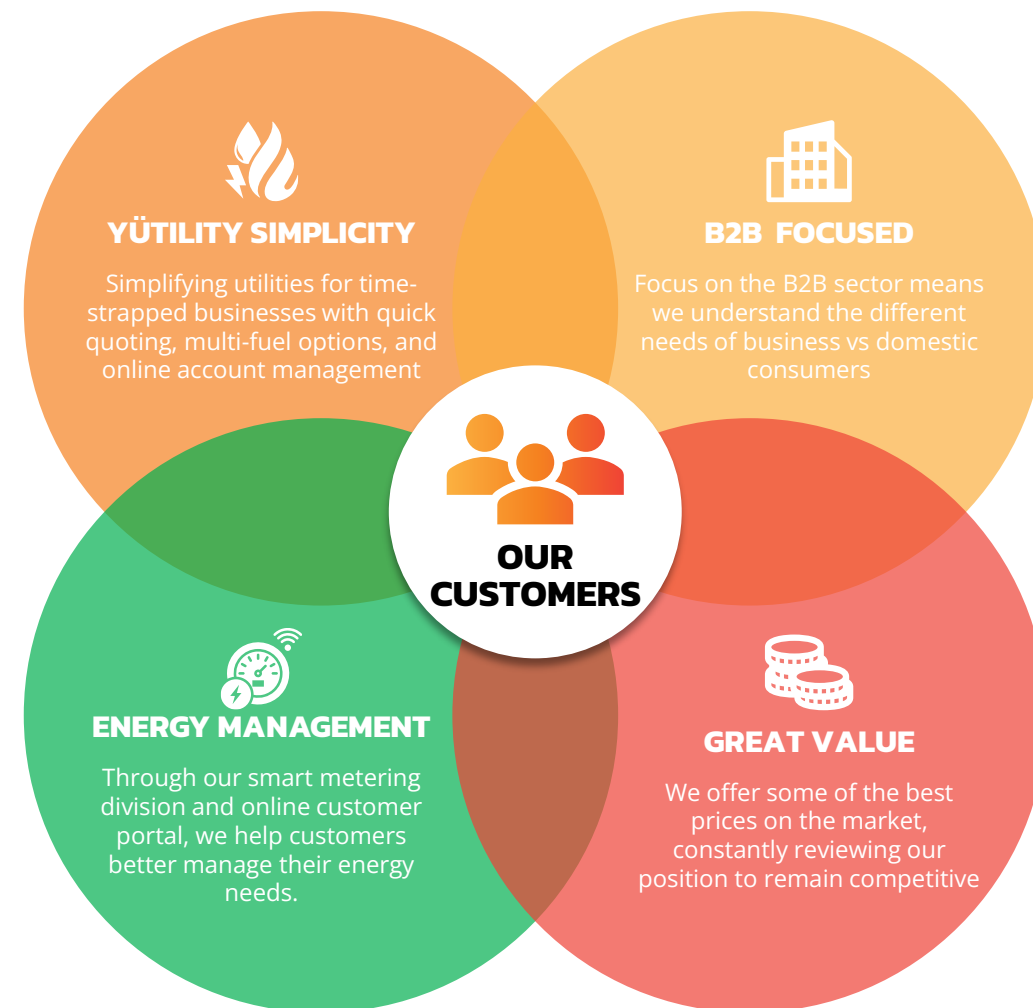 YÜTILITY SIMPLICITY
Simplifying utilities for time-
strapped businesses with quick
quoting, multi-fuel options, and
online account management
B2B FOCUSED
Focus on the B2B sector means
we understand the different
needs of business vs domestic
consumers
OUR
CUSTOMERS
ENERGY MANAGEMENT
Through our smart metering
division and online customer
portal, we help customers
better manage their energy
needs.
GREAT VALUE
We offer some of the best
prices on the market,
constantly reviewing our
position to remain competitive